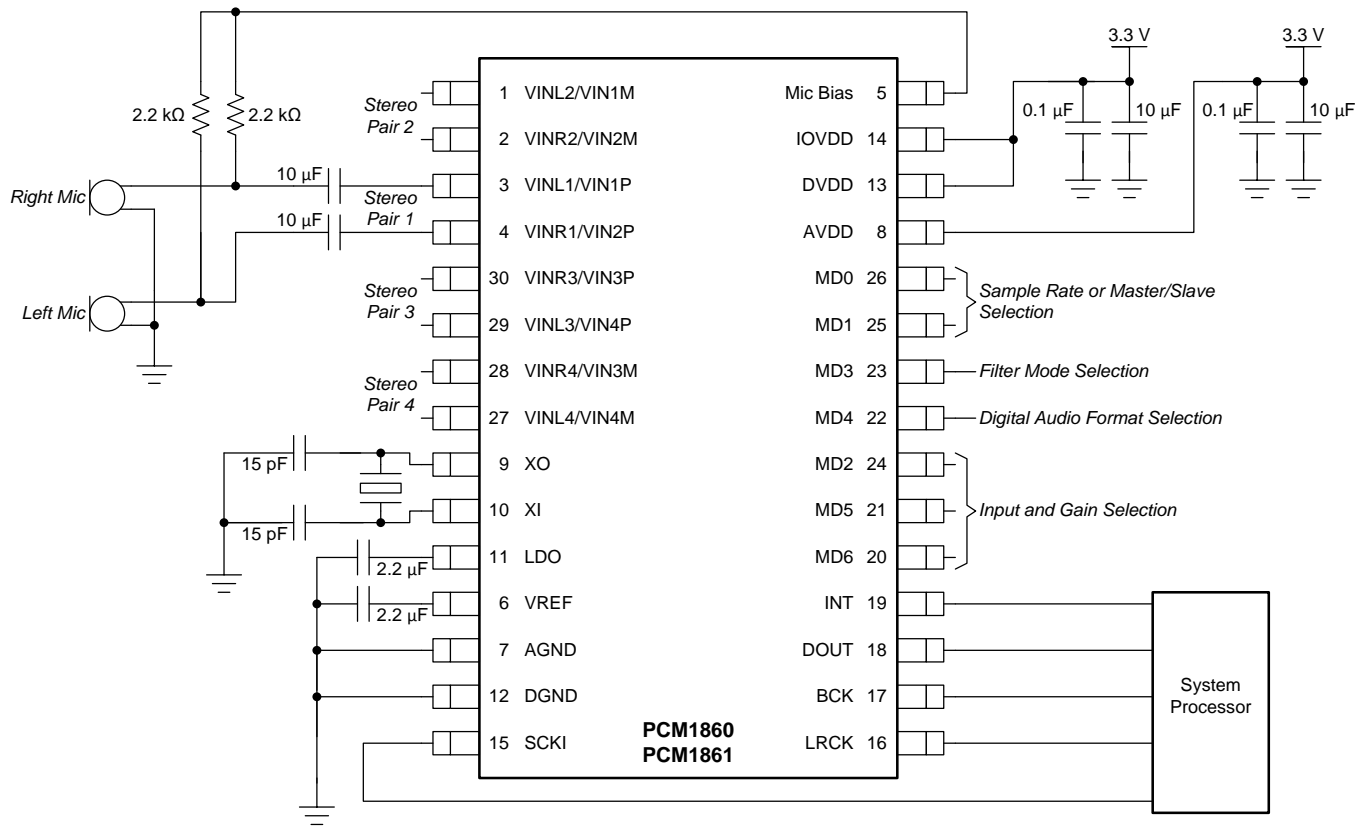 3.3 V
3.3 V
0.1 µF
10 µF
0.1 µF
10 µF
2.2 kΩ
2.2 kΩ
Right Mic
Left Mic
10 µF
10 µF
Stereo
Pair 2
Stereo
Pair 1
Stereo
Pair 3
Stereo
Pair 4
15 pF
15 pF
2.2 µF
2.2 µF
1 VINL2/VIN1M
2 VINR2/VIN2M
3 VINL1/VIN1P
4 VINR1/VIN2P
30 VINR3/VIN3P
29 VINL3/VIN4P
28 VINR4/VIN3M
27 VINL4/VIN4M
9 XO
10 XI
11 LDO
6 VREF
7 AGND
12 DGND
15 SCKI
PCM1860
PCM1861
Mic Bias 5
IOVDD 14
DVDD 13
AVDD 8
MD0 26
MD1 25
MD3 23
MD4 22
MD2 24
MD5 21
MD6 20
INT 19
DOUT 18
BCK 17
LRCK 16
Sample Rate or Master/Slave
Selection
Filter Mode Selection
Digital Audio Format Selection
Input and Gain Selection
System
Processor